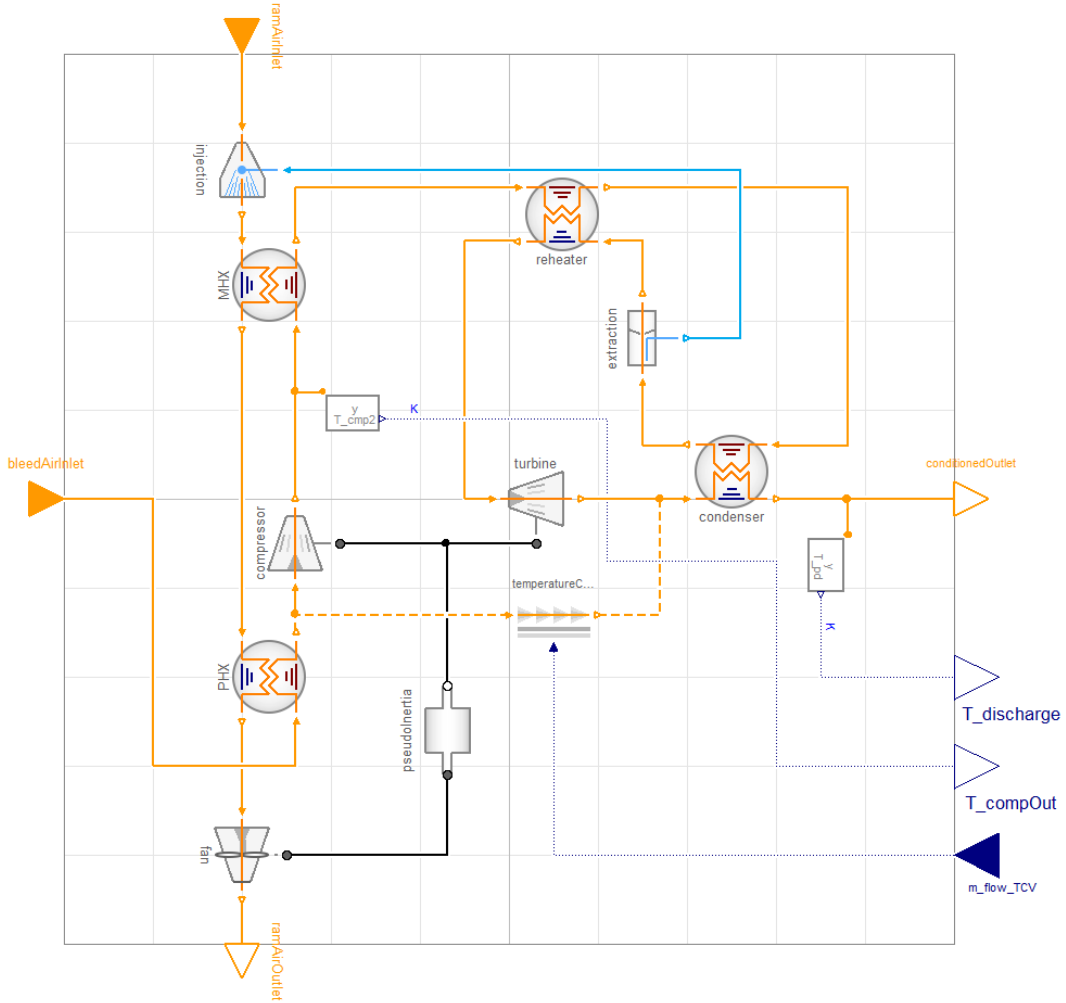 ramAirInlet
injection
MHX
reheater
extraction
y
T_cmp2
K
bleedAirInlet
turbine
conditionedOutlet
condenser
compressor
y
T_pd
temperatureC...
K
PHX
pseudoInertia
T_discharge
T_compOut
fan
m_flow_TCV
ramAirOutlet